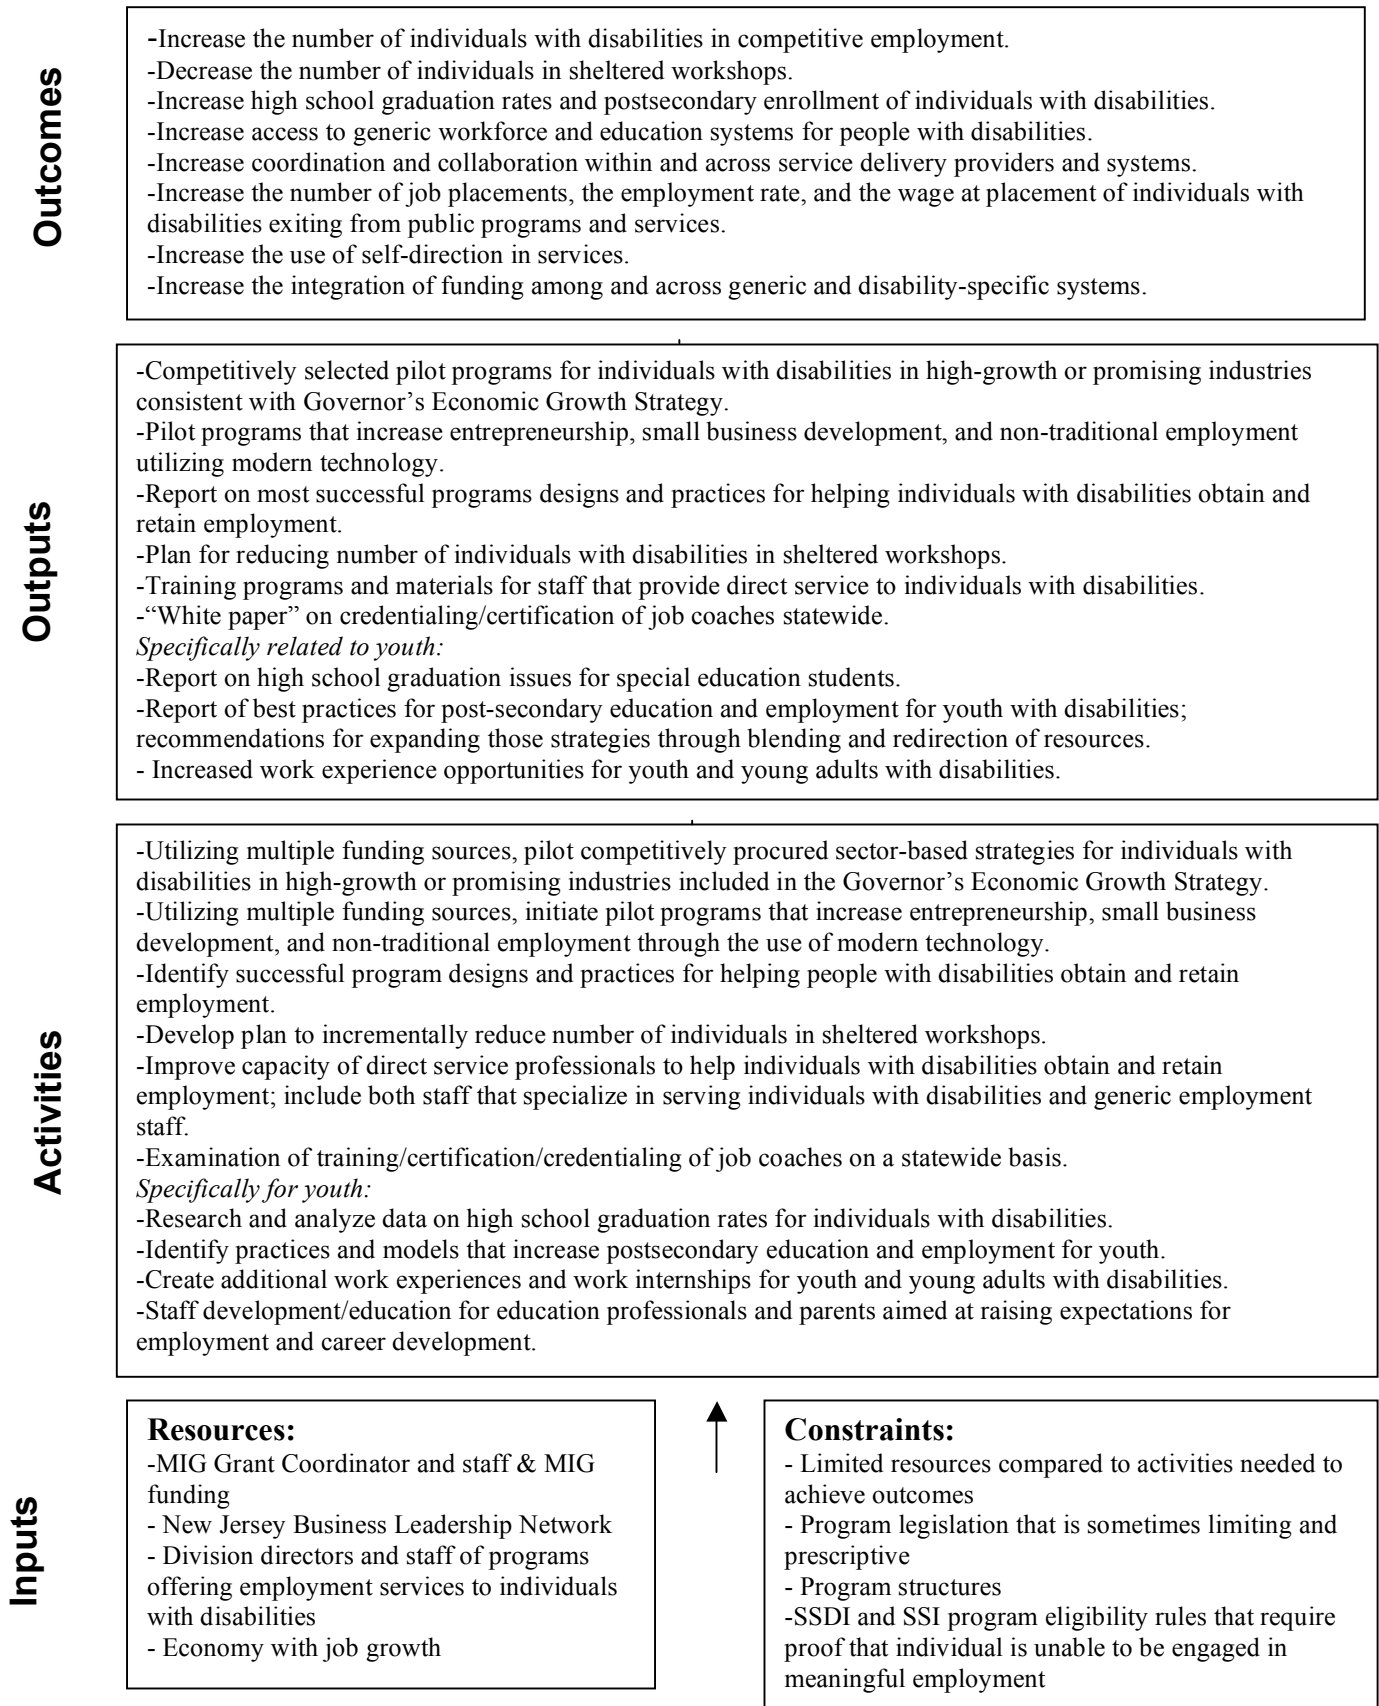 Outcomes
-Increase the number of individuals with disabilities in competitive employment.
-Decrease the number of individuals in sheltered workshops.
-Increase high school graduation rates and postsecondary enrollment of individuals with disabilities.
-Increase access to generic workforce and education systems for people with disabilities.
-Increase coordination and collaboration within and across service delivery providers and systems.
-Increase the number of job placements, the employment rate, and the wage at placement of individuals with
disabilities exiting from public programs and services.
-Increase the use of self-direction in services.
-Increase the integration of funding among and across generic and disability-specific systems.
Outputs
-Competitively selected pilot programs for individuals with disabilities in high-growth or promising industries
consistent with Governor’s Economic Growth Strategy.
-Pilot programs that increase entrepreneurship, small business development, and non-traditional employment
utilizing modern technology.
-Report on most successful programs designs and practices for helping individuals with disabilities obtain and
retain employment.
-Plan for reducing number of individuals with disabilities in sheltered workshops.
-Training programs and materials for staff that provide direct service to individuals with disabilities.
-“White paper” on credentialing/certification of job coaches statewide.
Specifically related to youth:
-Report on high school graduation issues for special education students.
-Report of best practices for post-secondary education and employment for youth with disabilities;
recommendations for expanding those strategies through blending and redirection of resources.
- Increased work experience opportunities for youth and young adults with disabilities.
Activities
-Utilizing multiple funding sources, pilot competitively procured sector-based strategies for individuals with
disabilities in high-growth or promising industries included in the Governor’s Economic Growth Strategy.
-Utilizing multiple funding sources, initiate pilot programs that increase entrepreneurship, small business
development, and non-traditional employment through the use of modern technology.
-Identify successful program designs and practices for helping people with disabilities obtain and retain
employment.
-Develop plan to incrementally reduce number of individuals in sheltered workshops.
-Improve capacity of direct service professionals to help individuals with disabilities obtain and retain
employment; include both staff that specialize in serving individuals with disabilities and generic employment
staff.
-Examination of training/certification/credentialing of job coaches on a statewide basis.
Specifically for youth:
-Research and analyze data on high school graduation rates for individuals with disabilities.
-Identify practices and models that increase postsecondary education and employment for youth.
-Create additional work experiences and work internships for youth and young adults with disabilities.
-Staff development/education for education professionals and parents aimed at raising expectations for
employment and career development.
Inputs
Resources:
-MIG Grant Coordinator and staff & MIG
funding
- New Jersey Business Leadership Network
- Division directors and staff of programs
offering employment services to individuals
with disabilities
- Economy with job growth
Constraints:
- Limited resources compared to activities needed to
achieve outcomes
- Program legislation that is sometimes limiting and
prescriptive
- Program structures
-SSDI and SSI program eligibility rules that require
proof that individual is unable to be engaged in
meaningful employment